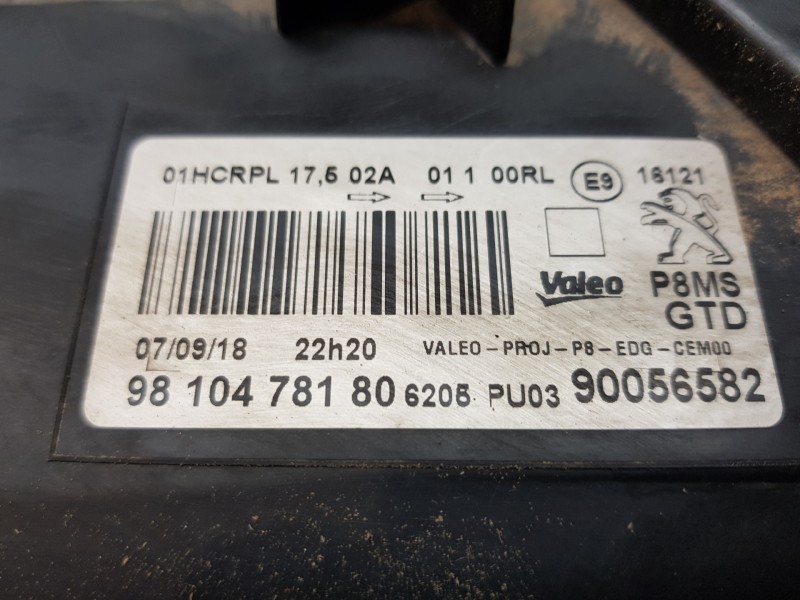 01HCRPL 17,5 02A 01 1 00RL E9 16121
Valeo P8MS
GTD
07/09/18 22h20 VALEO-PROJ-P8-EDG-CEM00
98 104 781 80 6205 PU03 90056582